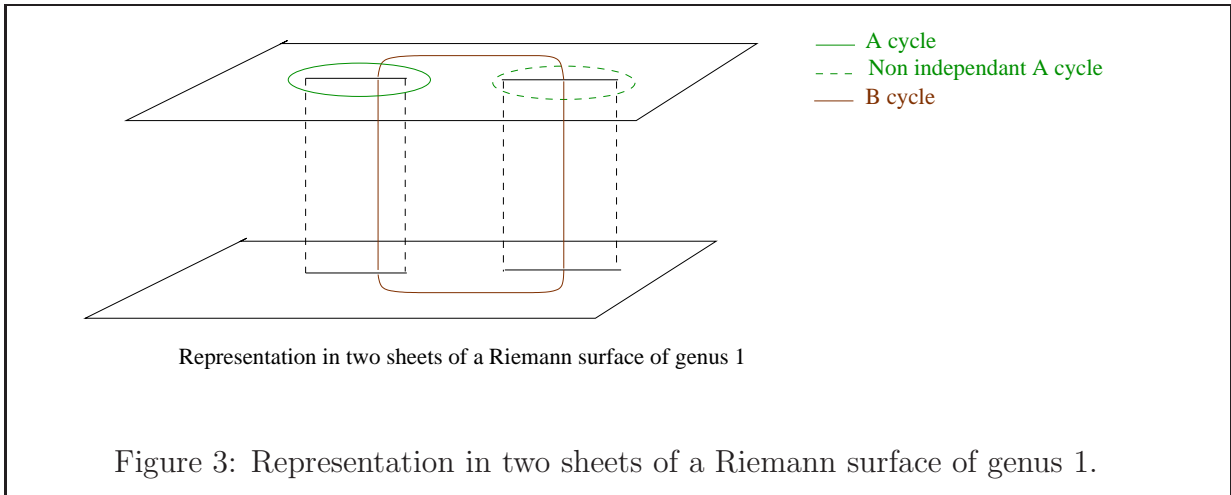 A cycle
Non independant A cycle
B cycle
Representation in two sheets of a Riemann surface of genus 1
Figure 3: Representation in two sheets of a Riemann surface of genus 1.